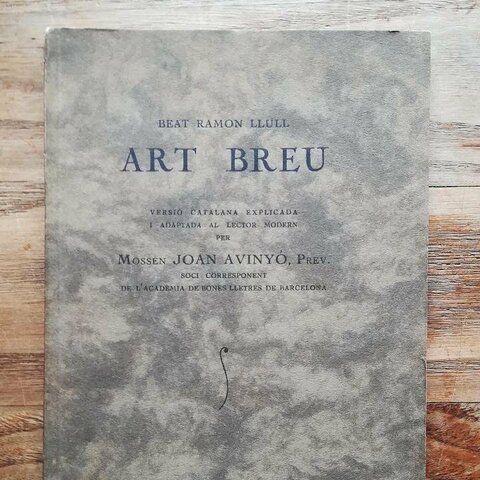 BEAT RAMON LLULL
ART BREU
VERSIÓ CATALANA EXPLICADA
I ADAPTADA AL LECTOR MODERN
PER
MOSSÈN JOAN AVINYÓ, PREV.
SOCI CORRESPONENT
DE L'ACADEMIA DE BONES LLETRES DE BARCELONA